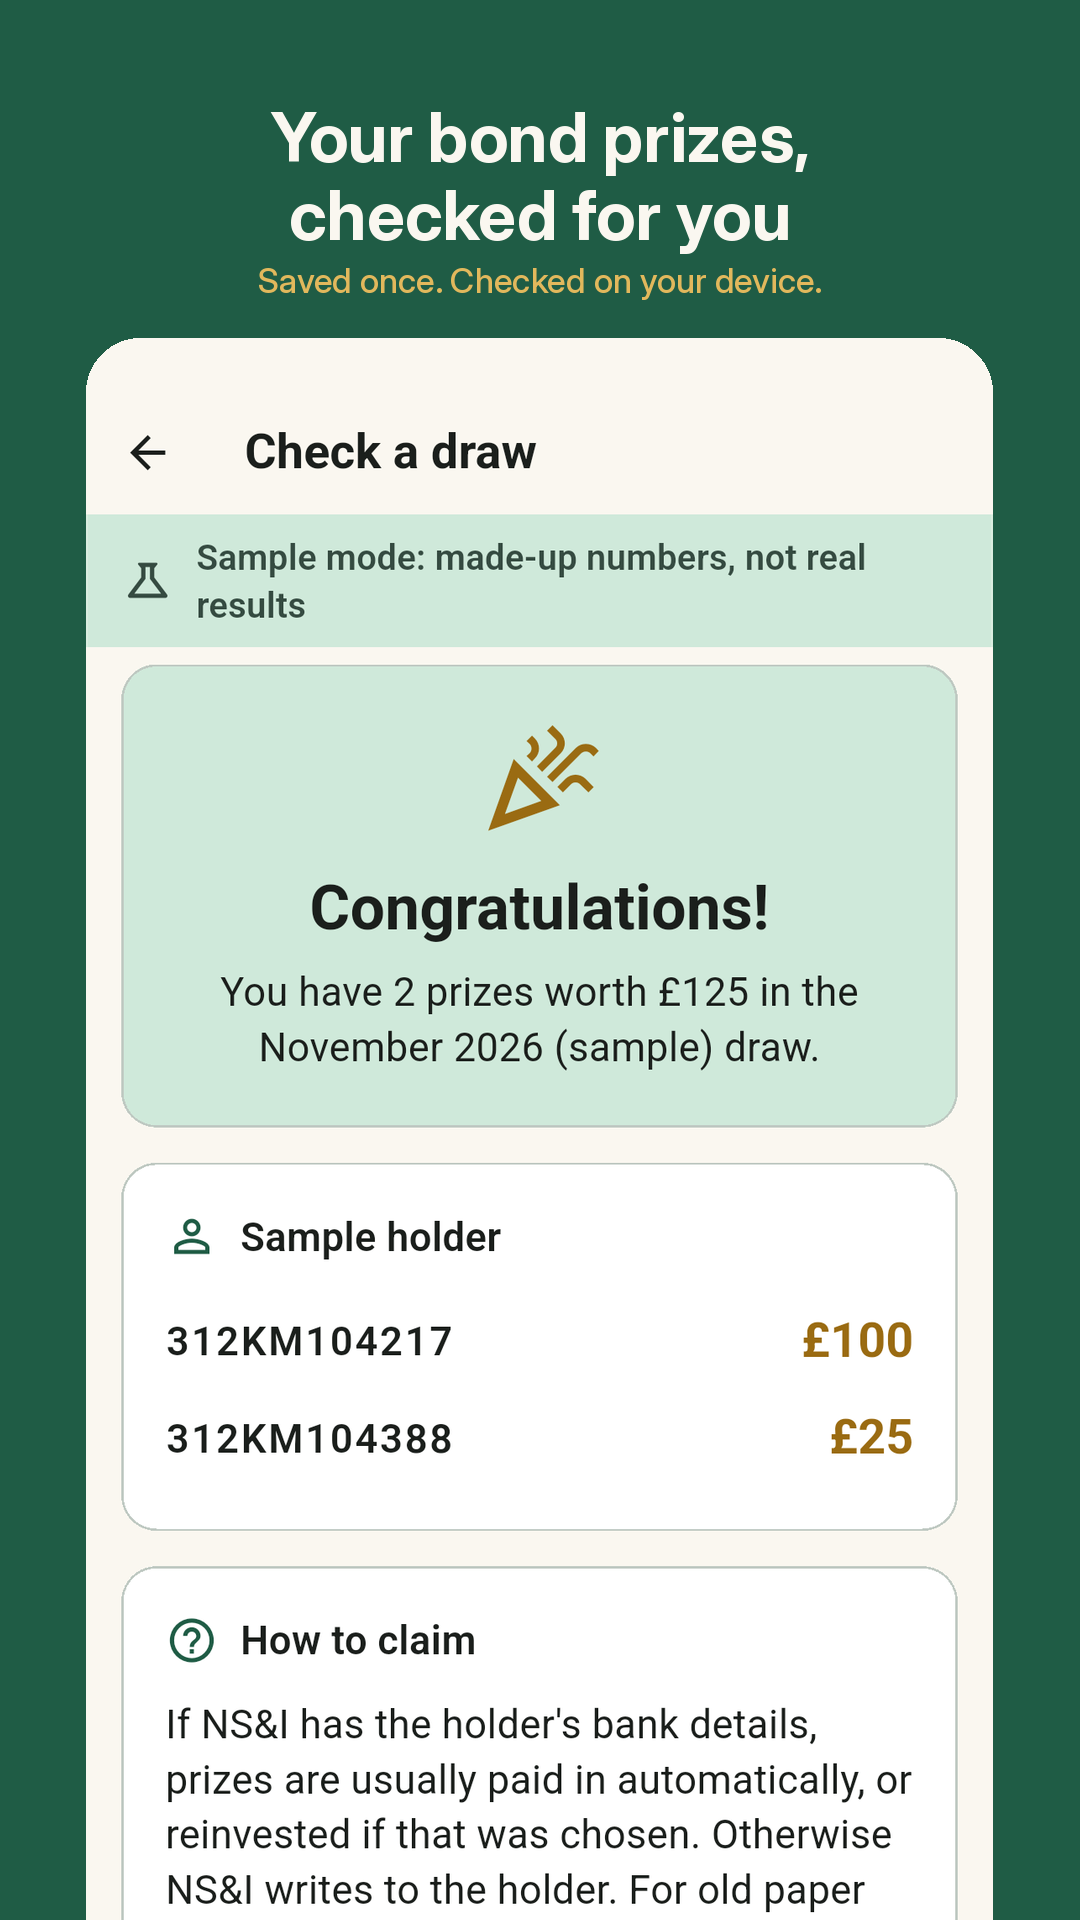 Your bond prizes,
checked for you
Saved once. Checked on your device.
Check a draw
Sample mode: made-up numbers, not real
results
Congratulations!
You have 2 prizes worth £125 in the
November 2026 (sample) draw.
Sample holder
312KM104217 £100
312KM104388 £25
How to claim
If NS&I has the holder's bank details,
prizes are usually paid in automatically, or
reinvested if that was chosen. Otherwise
NS&I writes to the holder. For old paper